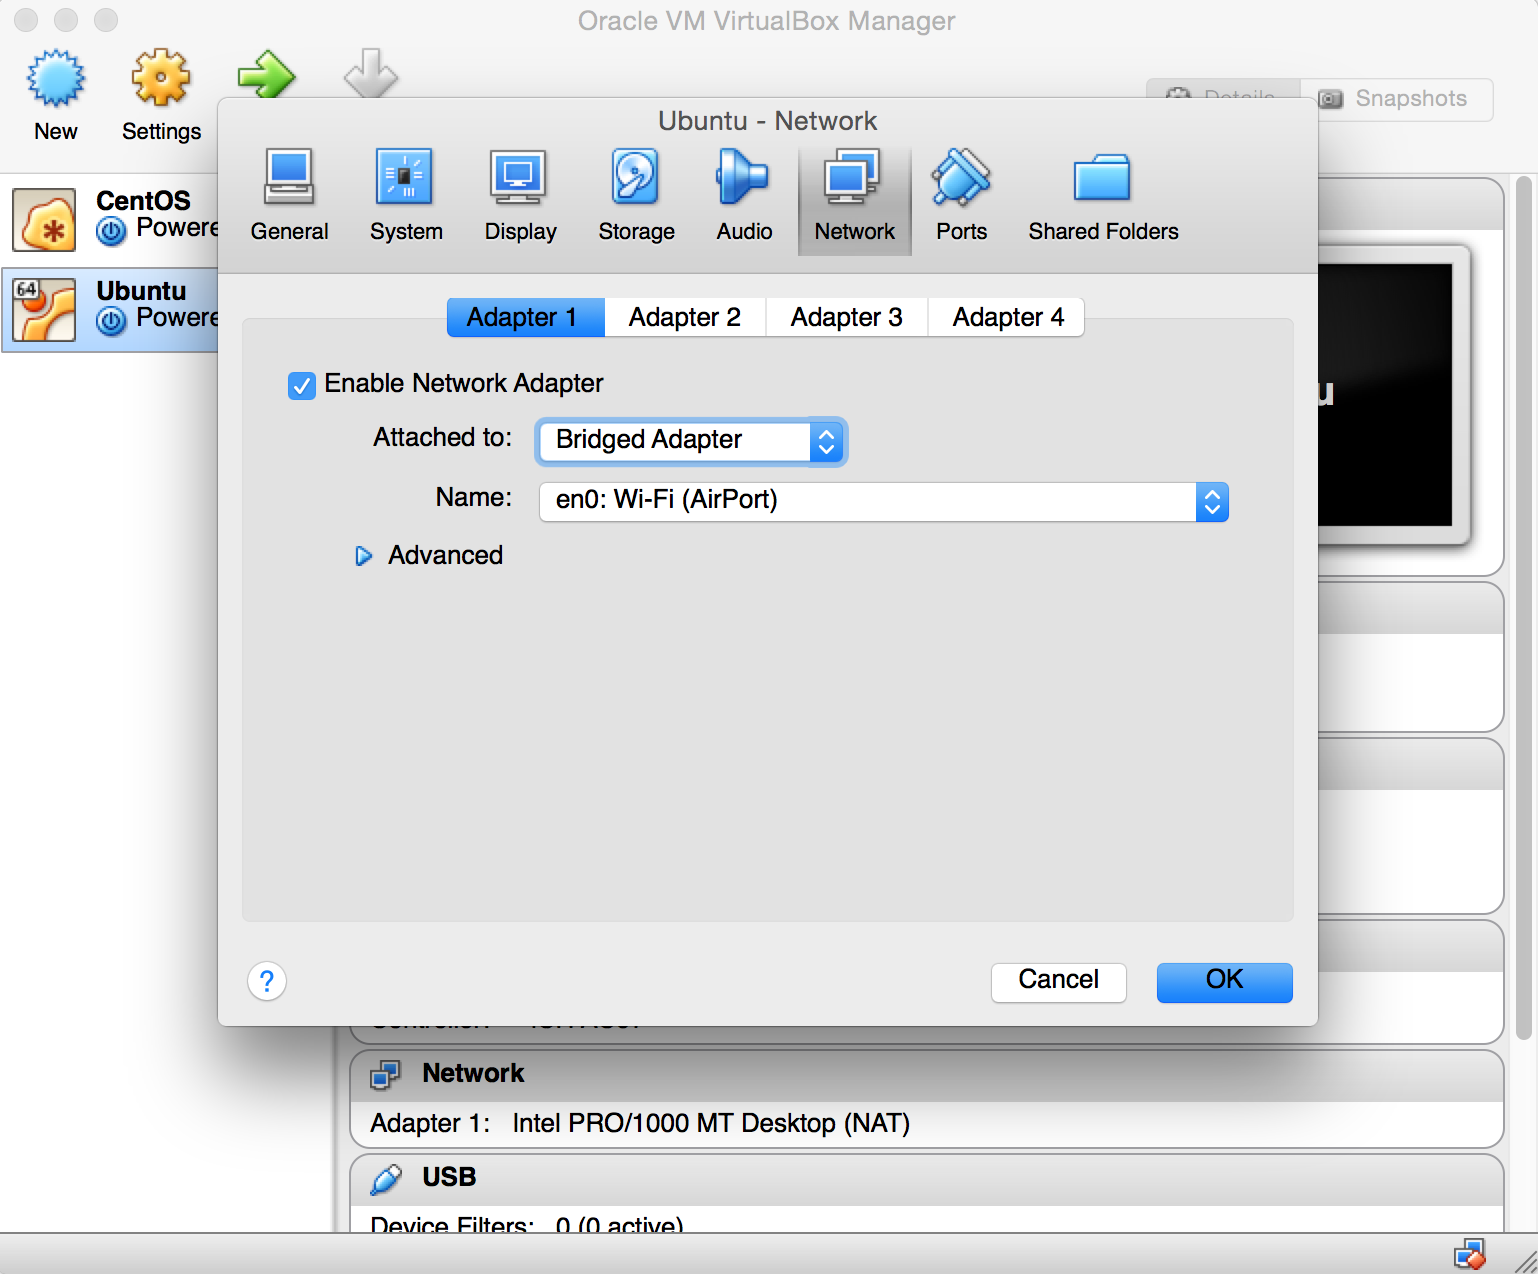 Oracle VM VirtualBox Manager
New
Settings
Details
Snapshots
Ubuntu - Network
General
System
Display
Storage
Audio
Network
Ports
Shared Folders
CentOS
Powere
64
Ubuntu
Powere
Adapter 1
Adapter 2
Adapter 3
Adapter 4
Enable Network Adapter
Attached to:
Bridged Adapter
Name:
en0: Wi-Fi (AirPort)
Advanced
u
?
Cancel
OK
Network
Adapter 1: Intel PRO/1000 MT Desktop (NAT)
USB
Device Filters: 0 (0 active)